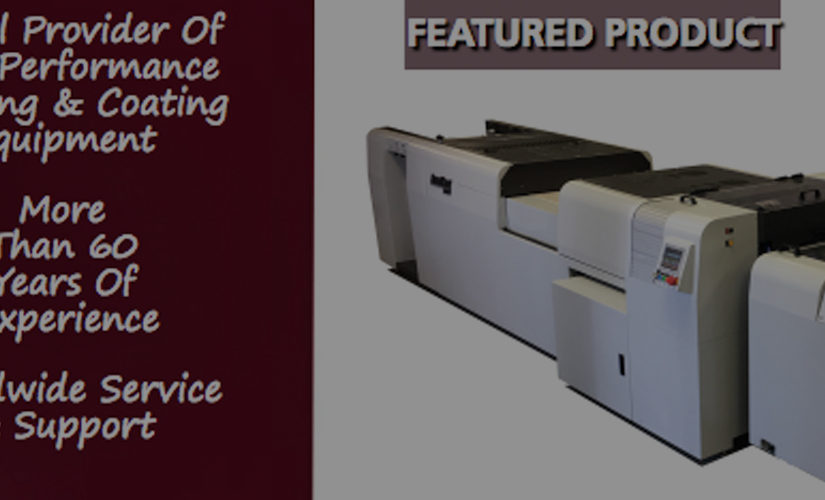 l Provider Of
Performance
ng & Coating
quipment
More
Than 60
Years Of
xperience
lwide Service
Support
FEATURED PRODUCT